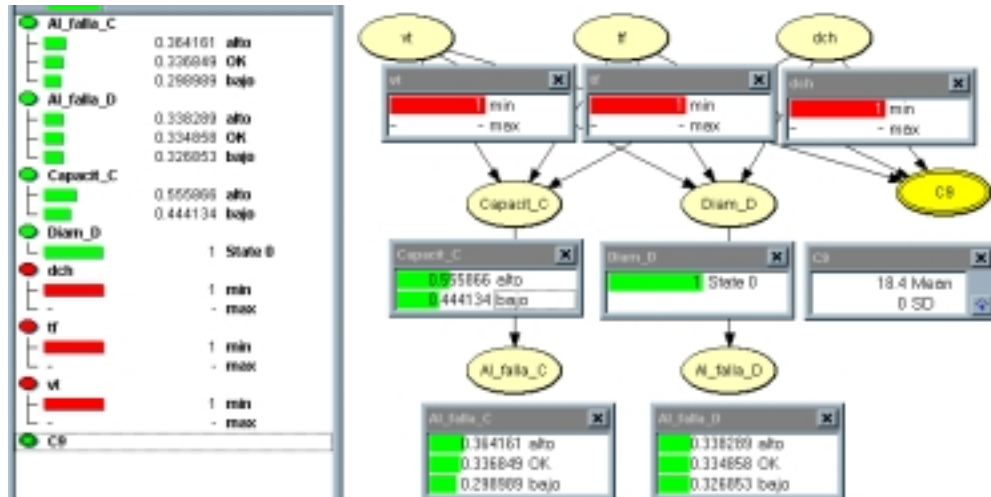 Al_falla_C
0.364161 alto
0.336849 OK
0.298989 bajo
Al_falla_D
0.338289 alto
0.334858 OK
0.326853 bajo
Capacit_C
0.555866 alto
0.444134 bajo
Diam_D
1 State 0
dch
1 min
- - max
tf
1 min
- - max
vt
1 min
- - max
C9
vt
tf
dch
vt
1 min
- - max
tf
1 min
- - max
dch
1 min
- - max
Capacit_C
Diam_D
C9
Capacit_C
0.555866 alto
0.444134 bajo
Diam_D
1 State 0
C9
18.4 Mean
0 SD
Al_falla_C
Al_falla_D
Al_falla_C
0.364161 alto
0.336849 OK
0.298989 bajo
Al_falla_D
0.338289 alto
0.334858 OK
0.326853 bajo